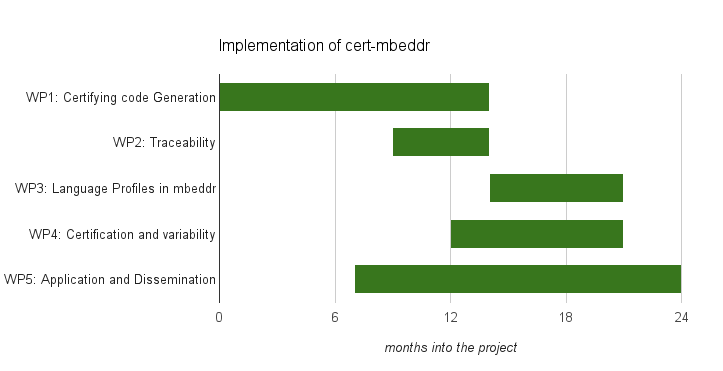 Implementation of cert-mbeddr
WP1: Certifying code Generation
WP2: Traceability
WP3: Language Profiles in mbeddr
WP4: Certification and variability
WP5: Application and Dissemination
0 6 12 18 24
months into the project